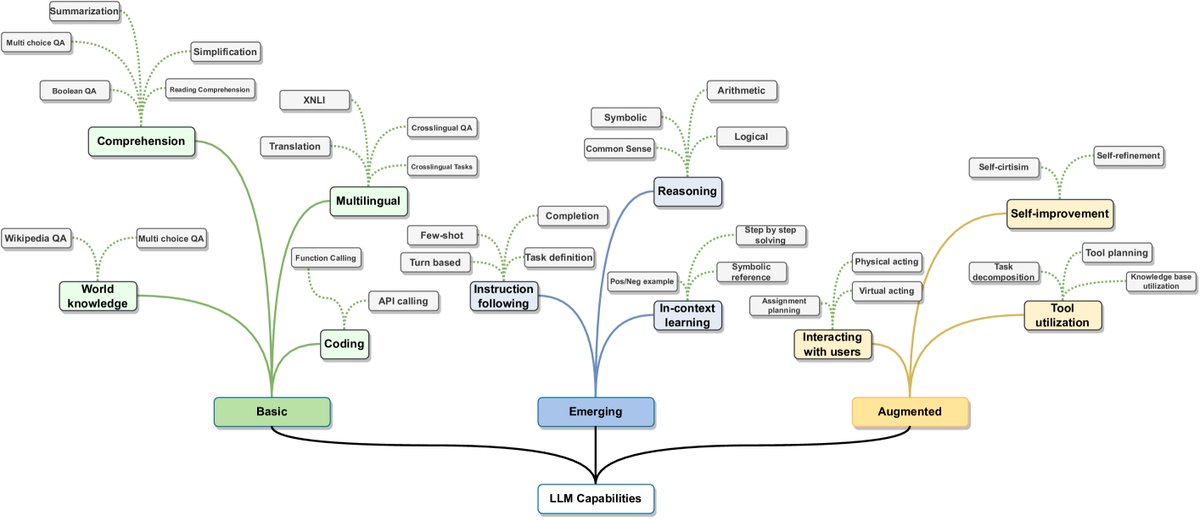 Summarization
Multi choice QA
Simplification
Boolean QA
Reading Comprehension
Comprehension
XNLI
Crosslingual QA
Translation
Crosslingual Tasks
Multilingual
Wikipedia QA
Multi choice QA
World
knowledge
Function Calling
API calling
Coding
Basic
Arithmetic
Symbolic
Logical
Common Sense
Reasoning
Completion
Few-shot
Task definition
Turn based
Instruction
following
Step by step
solving
Symbolic
reference
Pos/Neg example
In-context
learning
Emerging
Self-cirtisim
Self-refinement
Self-improvement
Physical acting
Virtual acting
Assignment
planning
Interacting
with users
Tool planning
Task
decomposition
Knowledge base
utilization
Tool
utilization
Augmented
LLM Capabilities